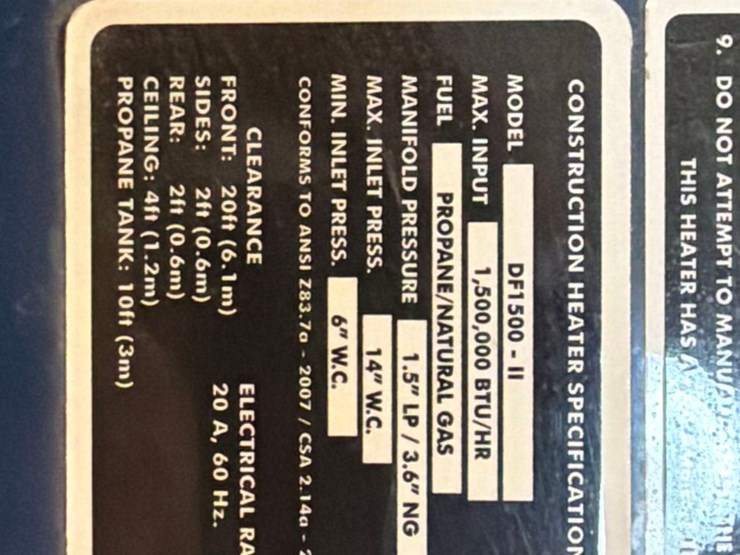 9. DO NOT ATTEMPT TO
THIS HEATER HAS A
CONSTRUCTION HEATER SPECIFICATION
MODEL DF1500 - II
MAX. INPUT 1,500,000 BTU/HR
FUEL PROPANE/NATURAL GAS
MANIFOLD PRESSURE 1.5" LP / 3.6" NG
MAX. INLET PRESS. 14" W.C.
MIN. INLET PRESS. 6" W.C.
CONFORMS TO ANSI Z83.7a - 2007 / CSA 2.14a - 2
CLEARANCE
FRONT: 20ft (6.1m)
SIDES: 2ft (0.6m)
REAR: 2ft (0.6m)
CEILING: 4ft (1.2m)
PROPANE TANK: 10ft (3m)
ELECTRICAL RA
20 A, 60 Hz.